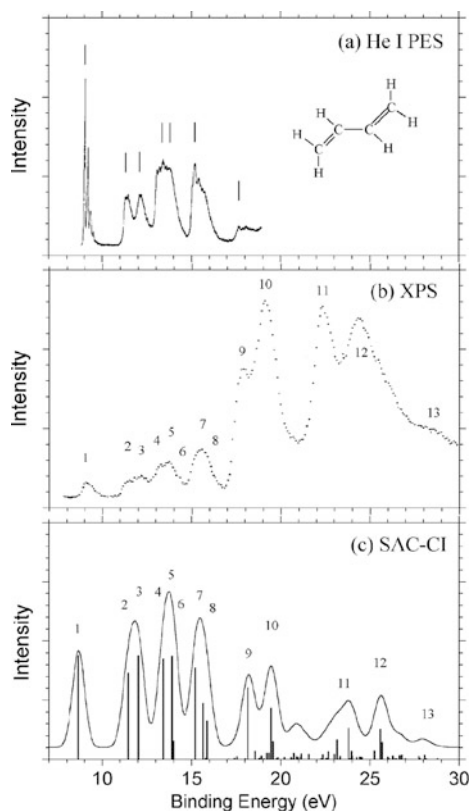 (a) He I PES
H
H
C
H
C
C
H
C
H
H
Intensity
(b) XPS
10
11
9
12
13
1
2
3
4
5
6
7
8
Intensity
(c) SAC-CI
1
2
3
4
5
6
7
8
9
10
11
12
13
Intensity
10 15 20 25 30
Binding Energy (eV)